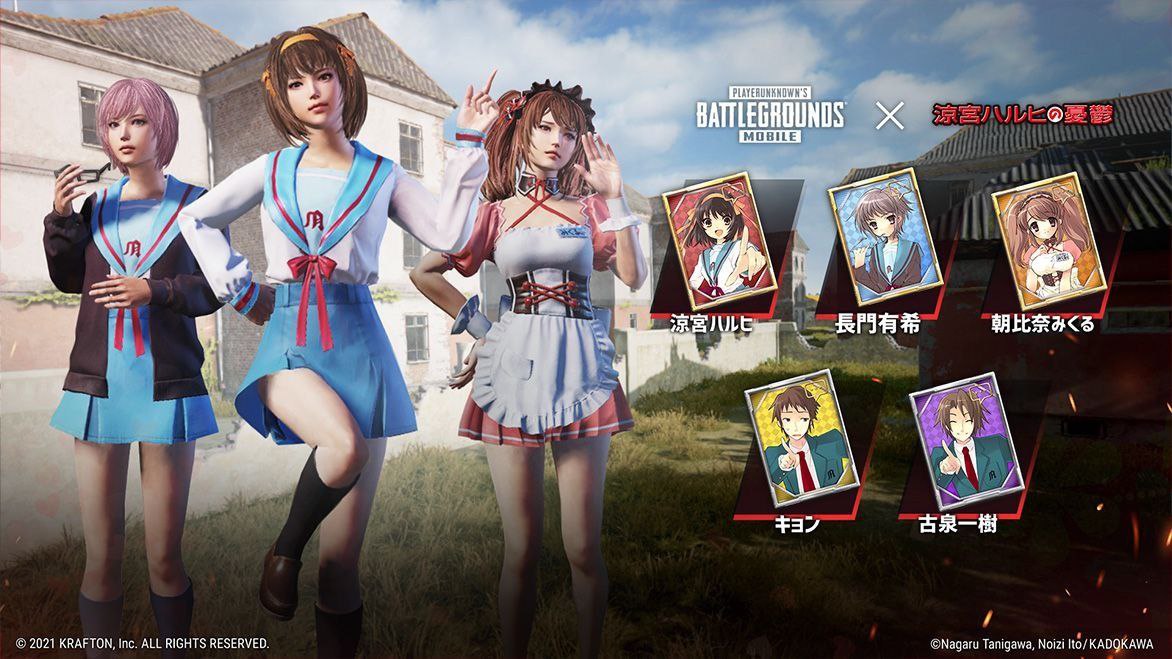 PLAYERUNKNOWN'S
BATTLEGROUNDS
MOBILE
×
涼宮ハルヒの憂鬱
涼宮ハルヒ
長門有希
朝比奈みくる
キョン
古泉一樹
© 2021 KRAFTON, Inc. ALL RIGHTS RESERVED.
©Nagaru Tanigawa, Noizi Ito/ KADOKAWA